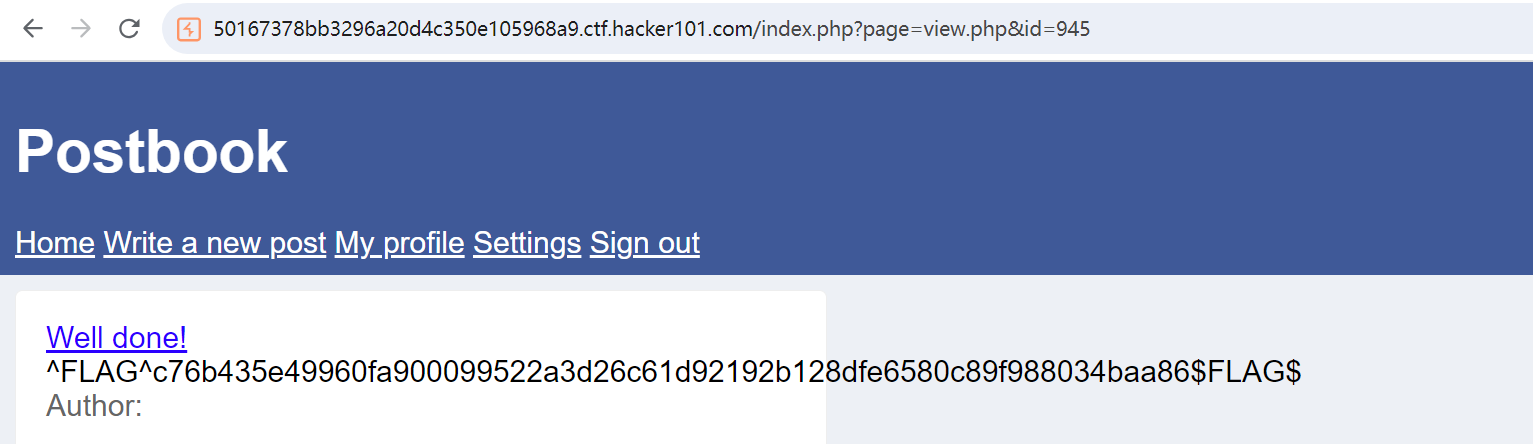 50167378bb3296a20d4c350e105968a9.ctf.hacker101.com/index.php?page=view.php&id=945
Postbook
Home Write a new post My profile Settings Sign out
Well done!
^FLAG^c76b435e49960fa900099522a3d26c61d92192b128dfe6580c89f988034baa86$FLAG$
Author: